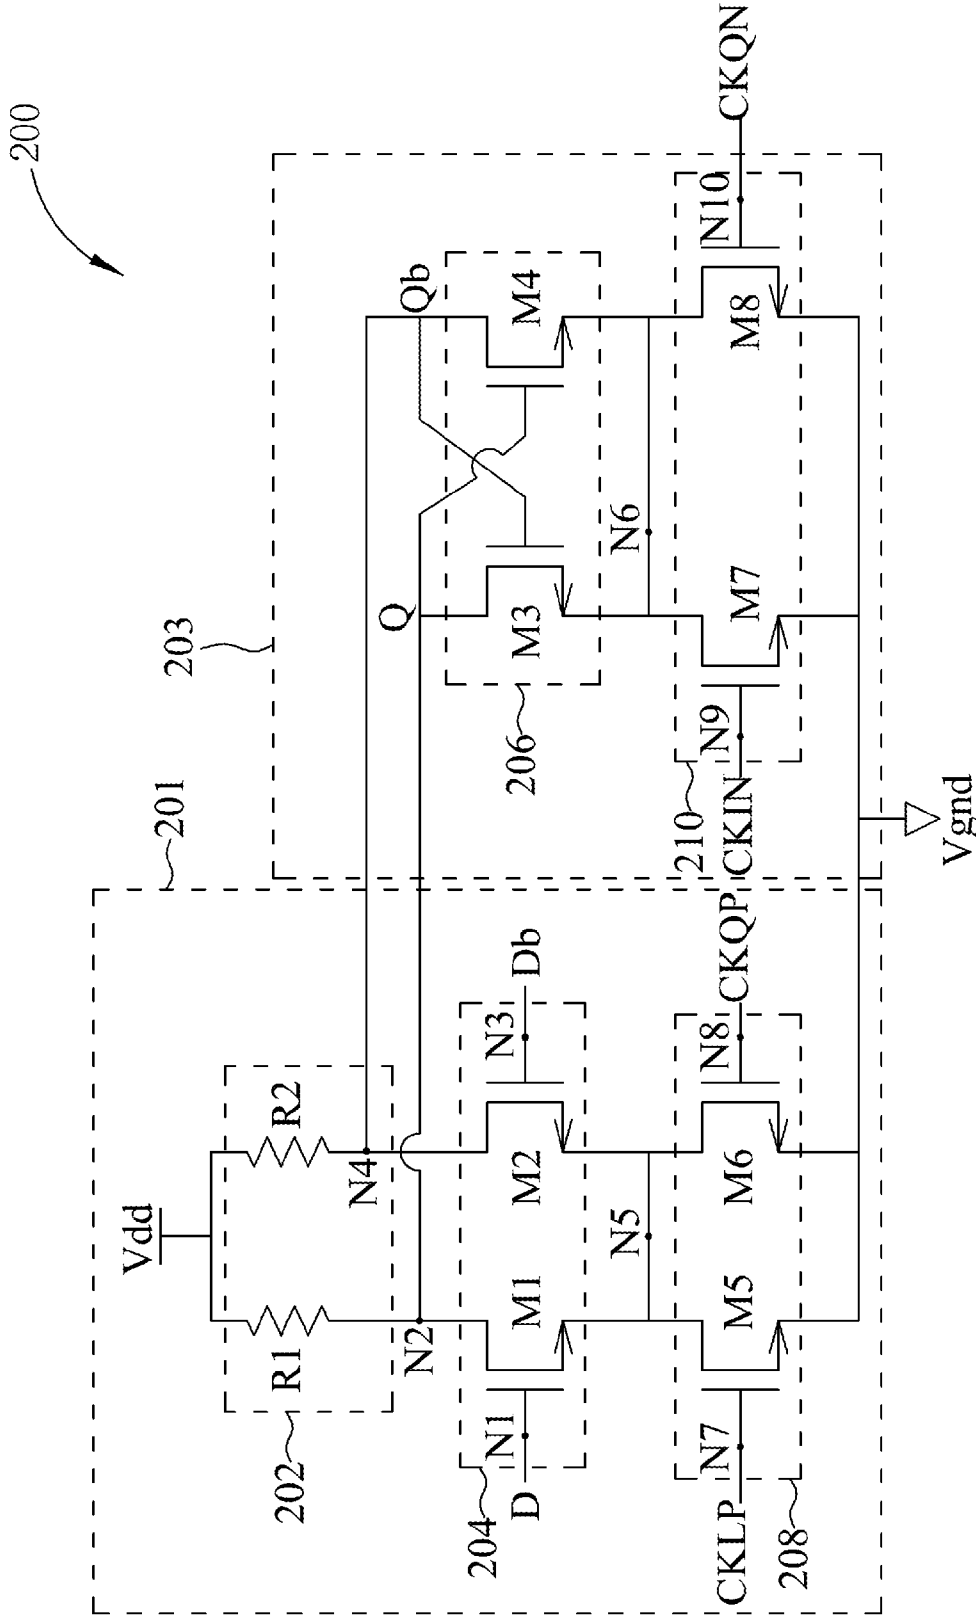 200
201
203
Vdd
R1
R2
202
N2
N4
Q
Qb
204
D
N1
M1
M2
N3
Db
206
M3
M4
N5
N6
CKLP
N7
M5
M6
N8
CKQP
208
210
CKIN
N9
M7
M8
N10
CKQN
Vgnd